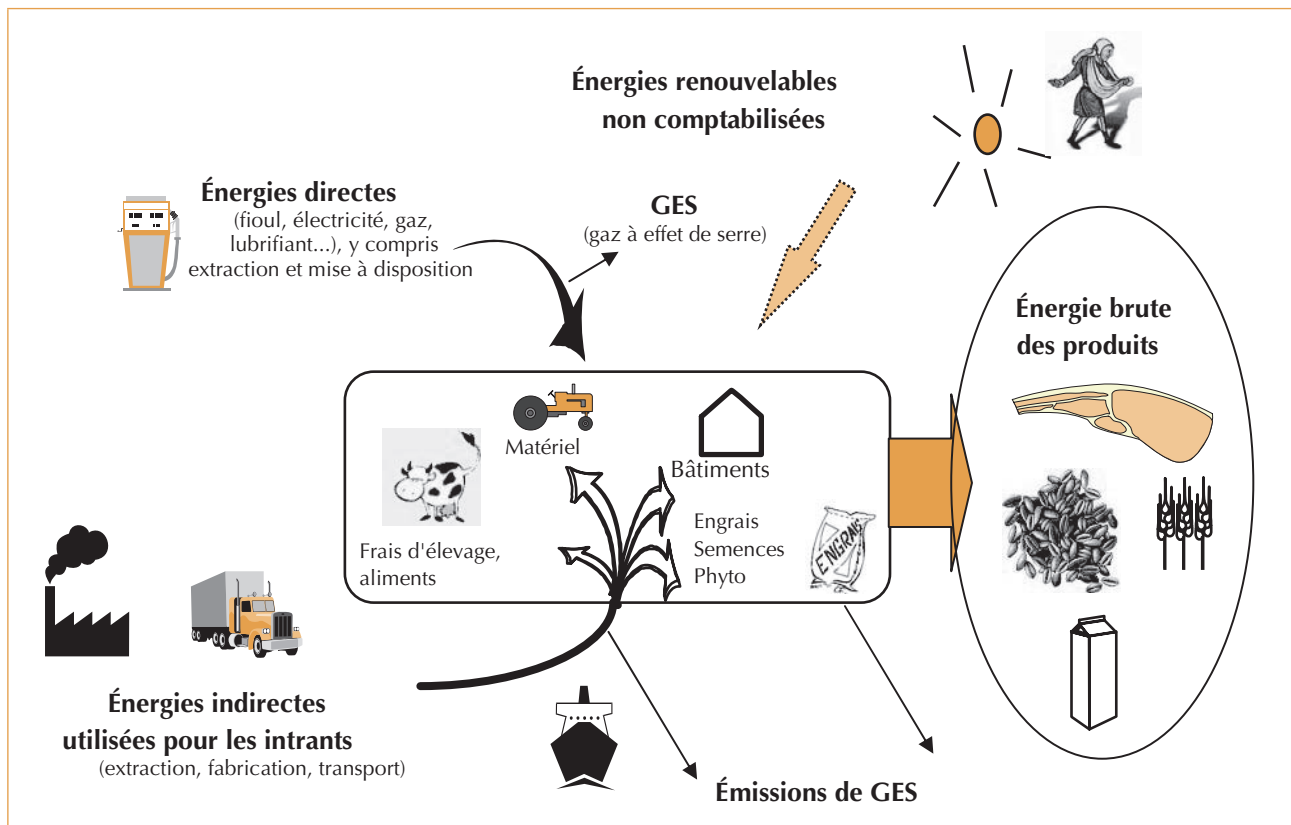 Énergies renouvelables
non comptabilisées
Énergies directes
(fioul, électricité, gaz,
lubrifiant...), y compris
extraction et mise à disposition
GES
(gaz à effet de serre)
Énergie brute
des produits
Matériel
Bâtiments
Frais d'élevage,
aliments
Engrais
Semences
Phyto
ENGRAIS
Énergies indirectes
utilisées pour les intrants
(extraction, fabrication, transport)
Émissions de GES